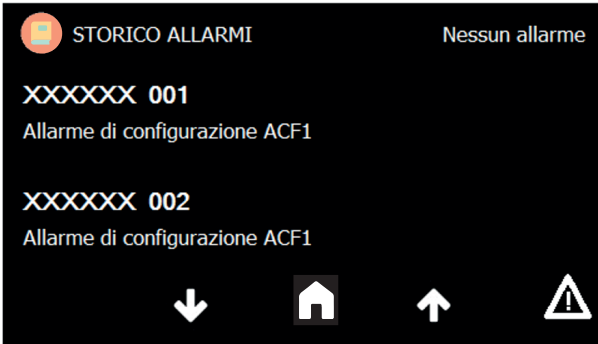 STORICO ALLARMI Nessun allarme
XXXXXX 001
Allarme di configurazione ACF1
XXXXXX 002
Allarme di configurazione ACF1